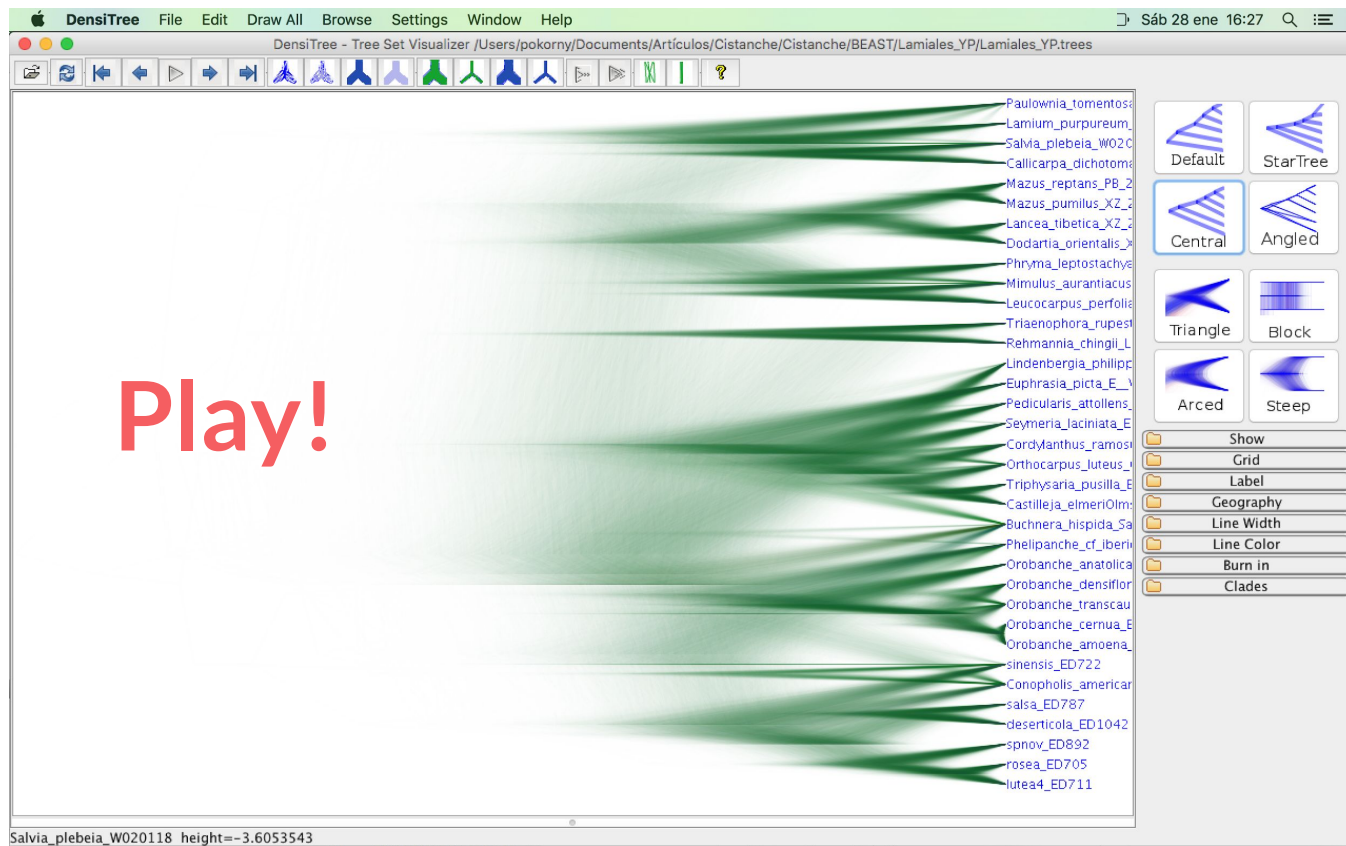 DensiTree File Edit Draw All Browse Settings Window Help Sáb 28 ene 16:27
DensiTree - Tree Set Visualizer /Users/pokorny/Documents/Artículos/Cistanche/Cistanche/BEAST/Lamiales_YP/Lamiales_YP.trees
?
Paulownia_tomentosa
Lamium_purpureum_
Salvia_plebeia_W020
Callicarpa_dichotoma
Mazus_reptans_PB_2
Mazus_pumilus_XZ_2
Lancea_tibetica_XZ_2
Dodartia_orientalis_X
Phryma_leptostachya
Mimulus_aurantiacus
Leucocarpus_perfolia
Triaenophora_rupest
Rehmannia_chingii_L
Lindenbergia_philipp
Euphrasia_picta_E_
Pedicularis_attollens_
Seymeria_laciniata_E
Cordylanthus_ramos
Orthocarpus_luteus_
Triphysaria_pusilla_E
Castilleja_elmeriOlm
Buchnera_hispida_Sa
Phelipanche_cf_iberi
Orobanche_anatolica
Orobanche_densiflor
Orobanche_transcau
Orobanche_cernua_E
Orobanche_amoena_
sinensis_ED722
Conopholis_american
salsa_ED787
deserticola_ED1042
spnov_ED892
rosea_ED705
lutea4_ED711
Play!
Default StarTree
Central Angled
Triangle Block
Arced Steep
Show
Grid
Label
Geography
Line Width
Line Color
Burn in
Clades
Salvia_plebeia_W020118 height=-3.6053543